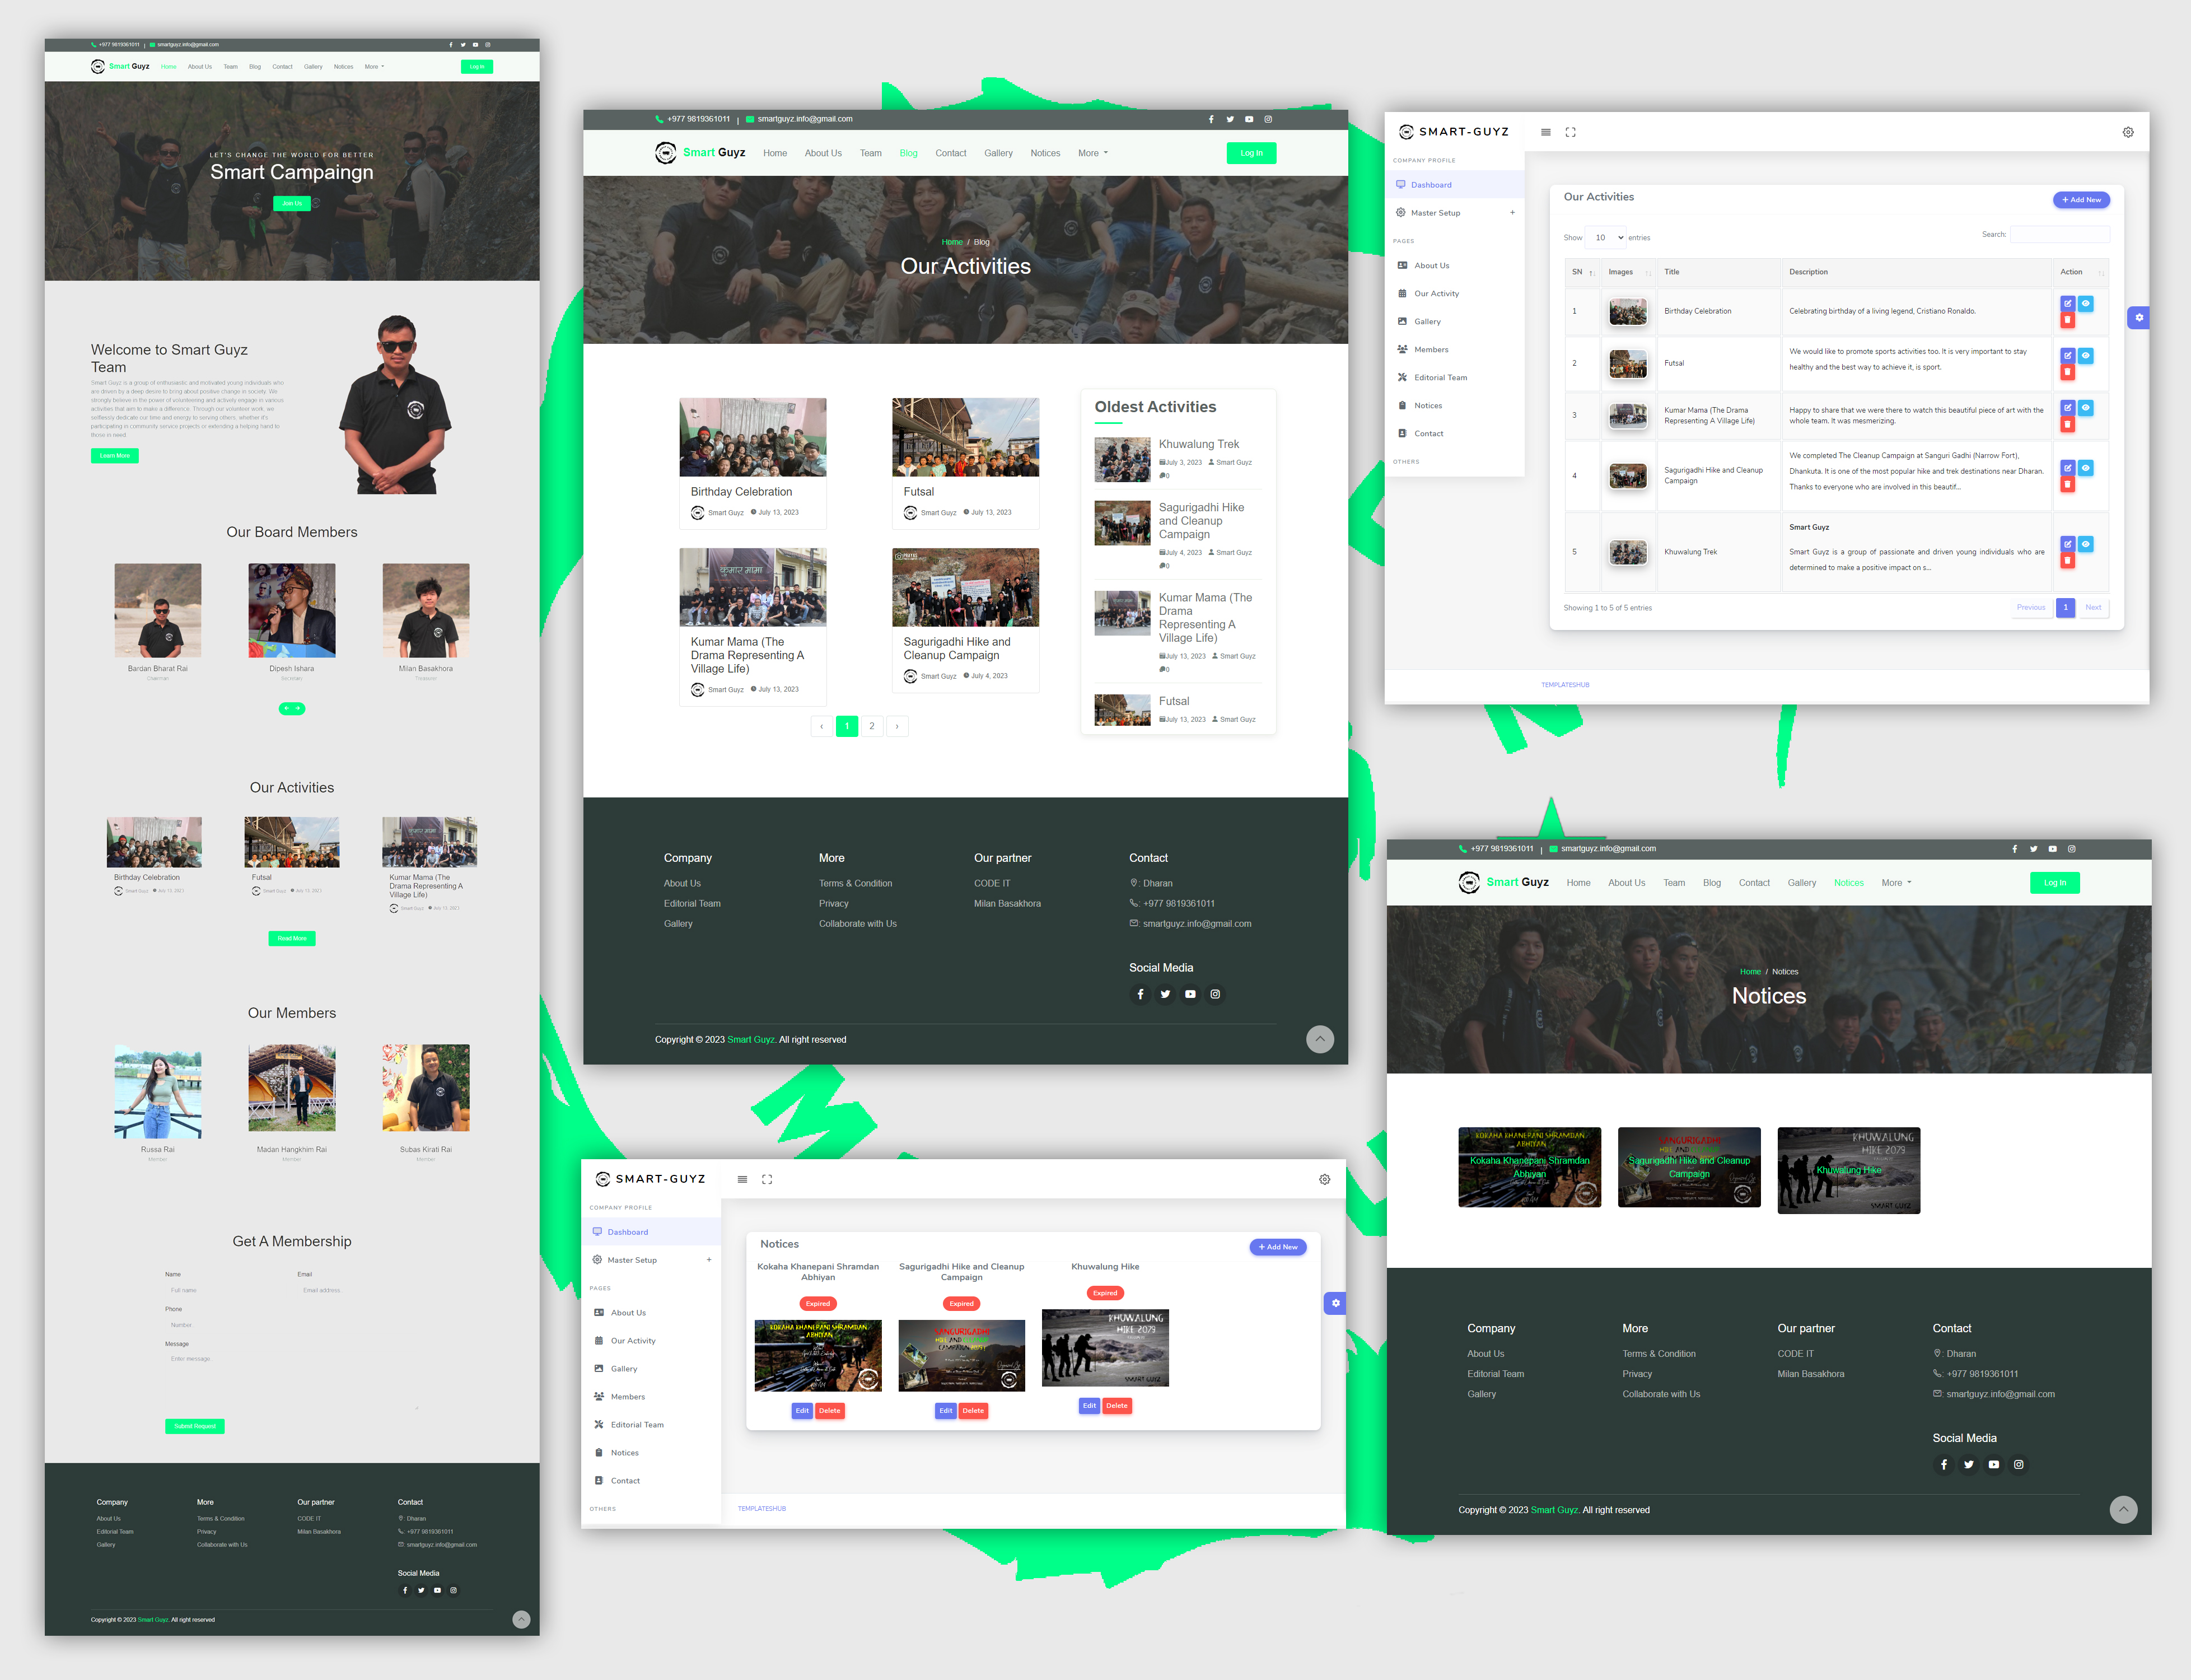 +977 9819361011 | smartguyz.info@gmail.com
Smart Guyz Home About Us Team Blog Contact Gallery Notices More Log In
LET'S CHANGE THE WORLD FOR BETTER
Smart Campaingn
Join Us
Welcome to Smart Guyz
Team
Smart Guyz is a group of enthusiastic and motivated young individuals who
are driven by a deep desire to bring about positive change in society. We
strongly believe in the power of volunteering and actively engage in various
activities that aim to make a difference. Through our volunteer work, we
selflessly dedicate our time and energy to serving others, whether it's
participating in community service projects or extending a helping hand to
those in need.
Learn More
Our Board Members
Bardan Bharat Rai
Chairman
Dipesh Ishara
Secretary
Milan Basakhora
Treasurer
Our Activities
Birthday Celebration
Smart Guyz July 13, 2023
Futsal
Smart Guyz July 13, 2023
Kumar Mama (The
Drama Representing A
Village Life)
Smart Guyz July 13, 2023
Read More
Our Members
Russa Rai
Member
Madan Hangkhim Rai
Member
Subas Kirati Rai
Member
Get A Membership
Name Email
Full name Email address
Phone
Number
Message
Enter message
Submit Request
Company More Our partner Contact
About Us Terms & Condition CODE IT : Dharan
Editorial Team Privacy Milan Basakhora : +977 9819361011
Gallery Collaborate with Us : smartguyz.info@gmail.com
Social Media
Copyright © 2023 Smart Guyz. All right reserved
+977 9819361011 | smartguyz.info@gmail.com
Smart Guyz Home About Us Team Blog Contact Gallery Notices More Log In
Home / Blog
Our Activities
Birthday Celebration
Smart Guyz July 13, 2023
Futsal
Smart Guyz July 13, 2023
कुमार मामा
Kumar Mama (The
Drama Representing A
Village Life)
Smart Guyz July 13, 2023
Sagurigadhi Hike and
Cleanup Campaign
Smart Guyz July 4, 2023
‹ 1 2 ›
Oldest Activities
Khuwalung Trek
July 3, 2023 Smart Guyz
0
Sagurigadhi Hike
and Cleanup
Campaign
July 4, 2023 Smart Guyz
0
Kumar Mama (The
Drama
Representing A
Village Life)
July 13, 2023 Smart Guyz
0
Futsal
July 13, 2023 Smart Guyz
Company More Our partner Contact
About Us Terms & Condition CODE IT : Dharan
Editorial Team Privacy Milan Basakhora : +977 9819361011
Gallery Collaborate with Us : smartguyz.info@gmail.com
Social Media
Copyright © 2023 Smart Guyz. All right reserved
SMART-GUYZ
COMPANY PROFILE
Dashboard
Master Setup +
PAGES
About Us
Our Activity
Gallery
Members
Editorial Team
Notices
Contact
OTHERS
Notices + Add New
Kokaha Khanepani Shramdan
Abhiyan
Expired
KOKAHA KHANEPANI SHRAMDAN
ABHIYAN
Edit Delete
Sagurigadhi Hike and Cleanup
Campaign
Expired
SANGURIGADHI
Edit Delete
Khuwalung Hike
Expired
KHUWALUNG
HIKE 2079
SMART GUYZ
Edit Delete
TEMPLATESHUB
SMART-GUYZ
COMPANY PROFILE
Dashboard
Master Setup +
PAGES
About Us
Our Activity
Gallery
Members
Editorial Team
Notices
Contact
OTHERS
Our Activities + Add New
Show 10 entries Search:
SN Images Title Description Action
1 Birthday Celebration Celebrating birthday of a living legend, Cristiano Ronaldo.
2 Futsal We would like to promote sports activities too. It is very important to stay
healthy and the best way to achieve it, is sport.
3 Kumar Mama (The Drama
Representing A Village Life)
Happy to share that we were there to watch this beautiful piece of art with the
whole team. It was mesmerizing.
4 Sagurigadhi Hike and Cleanup
Campaign
We completed The Cleanup Campaign at Sanguri Gadhi (Narrow Fort),
Dhankuta. It is one of the most popular hike and trek destinations near Dharan.
Thanks to everyone who are involved in this beautif...
5 Khuwalung Trek
Smart Guyz
Smart Guyz is a group of passionate and driven young individuals who are
determined to make a positive impact on s...
Showing 1 to 5 of 5 entries Previous 1 Next
TEMPLATESHUB
+977 9819361011 | smartguyz.info@gmail.com
Smart Guyz Home About Us Team Blog Contact Gallery Notices More Log In
Home / Notices
Notices
KOKAHA KHANEPANI SHRAMDAN
ABHIYAN
Kokaha Khanepani Shramdan
Abhiyan
SANGURIGADHI
Sagurigadhi Hike and Cleanup
Campaign
KHUWALUNG
HIKE 2079
Khuwalung Hike
SMART GUYZ
Company More Our partner Contact
About Us Terms & Condition CODE IT : Dharan
Editorial Team Privacy Milan Basakhora : +977 9819361011
Gallery Collaborate with Us : smartguyz.info@gmail.com
Social Media
Copyright © 2023 Smart Guyz. All right reserved